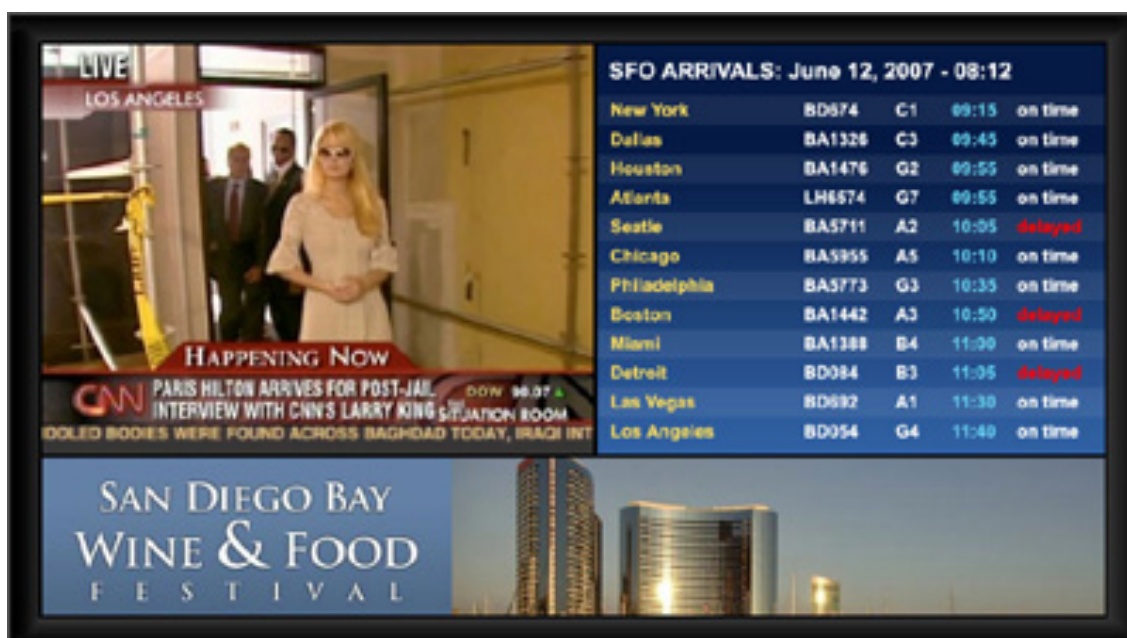 LIVE
LOS ANGELES
HAPPENING NOW
CNN
PARIS HILTON ARRIVES FOR POST-JAIL
INTERVIEW WITH CNN'S LARRY KING
DOW 96.07
SITUATION ROOM
OOLED BODIES WERE FOUND ACROSS BAGHDAD TODAY, IRAQI INT
SFO ARRIVALS: June 12, 2007 - 08:12
New York BD674 C1 09:15 on time
Dallas BA1326 C3 09:45 on time
Houston BA1476 G2 09:55 on time
Atlanta LH6574 G7 09:55 on time
Seatle BA5711 A2 10:05 delayed
Chicago BA5955 A5 10:10 on time
Philadelphia BA5773 G3 10:35 on time
Boston BA1442 A3 10:50 delayed
Miami BA1388 B4 11:00 on time
Detroit BD084 B3 11:05 delayed
Las Vegas BD692 A1 11:30 on time
Los Angeles BD054 G4 11:40 on time
SAN DIEGO BAY
WINE & FOOD
FESTIVAL